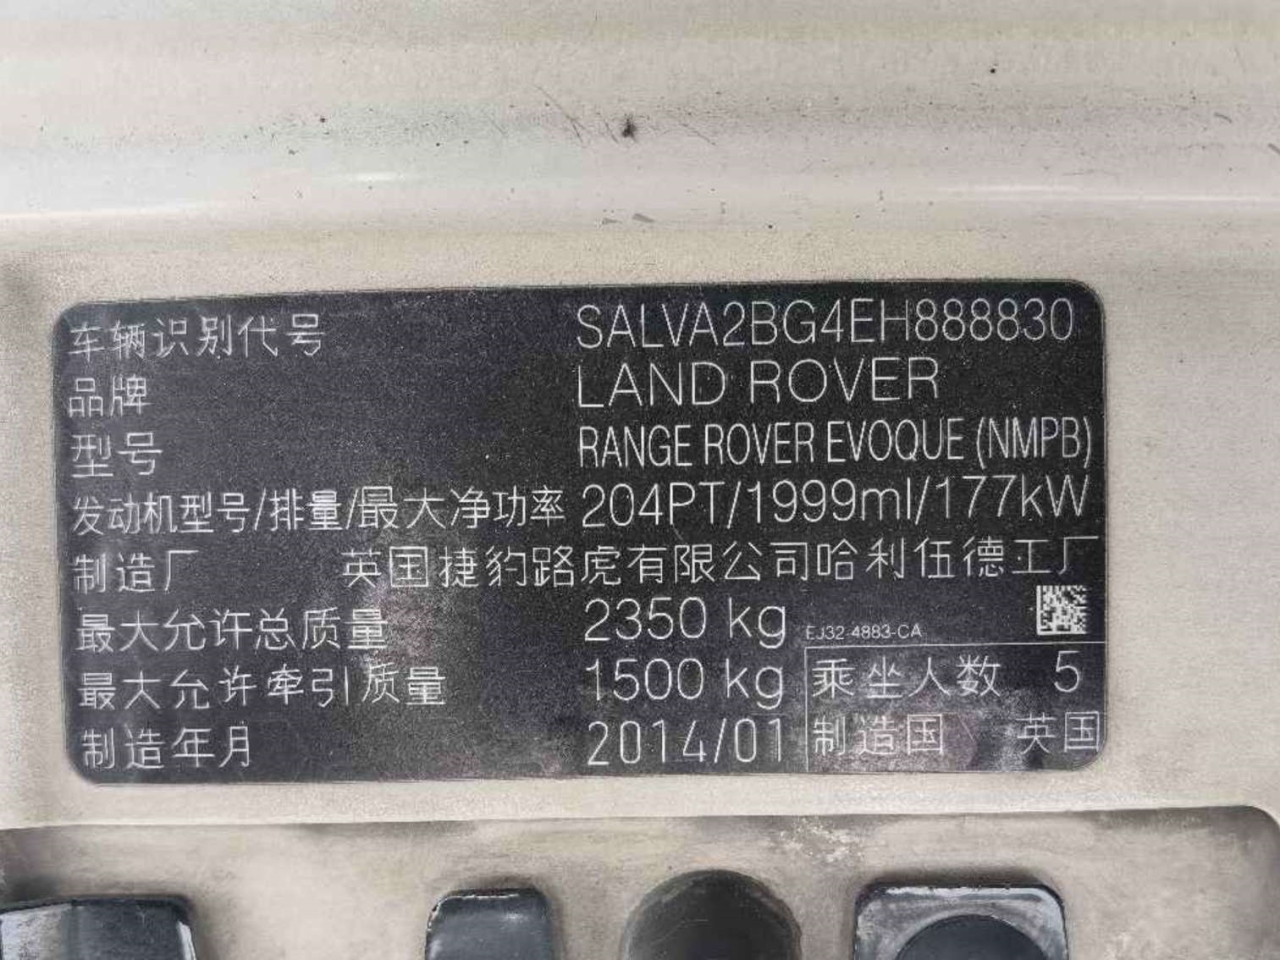 车辆识别代号 SALVA2BG4EH888830
品牌 LAND ROVER
型号 RANGE ROVER EVOQUE (NMPB)
发动机型号/排量/最大净功率 204PT/1999ml/177kW
制造厂 英国捷豹路虎有限公司哈利伍德工厂
最大允许总质量 2350 kg EJ32-4883-CA
最大允许牵引质量 1500 kg 乘坐人数 5
制造年月 2014/01 制造国 英国